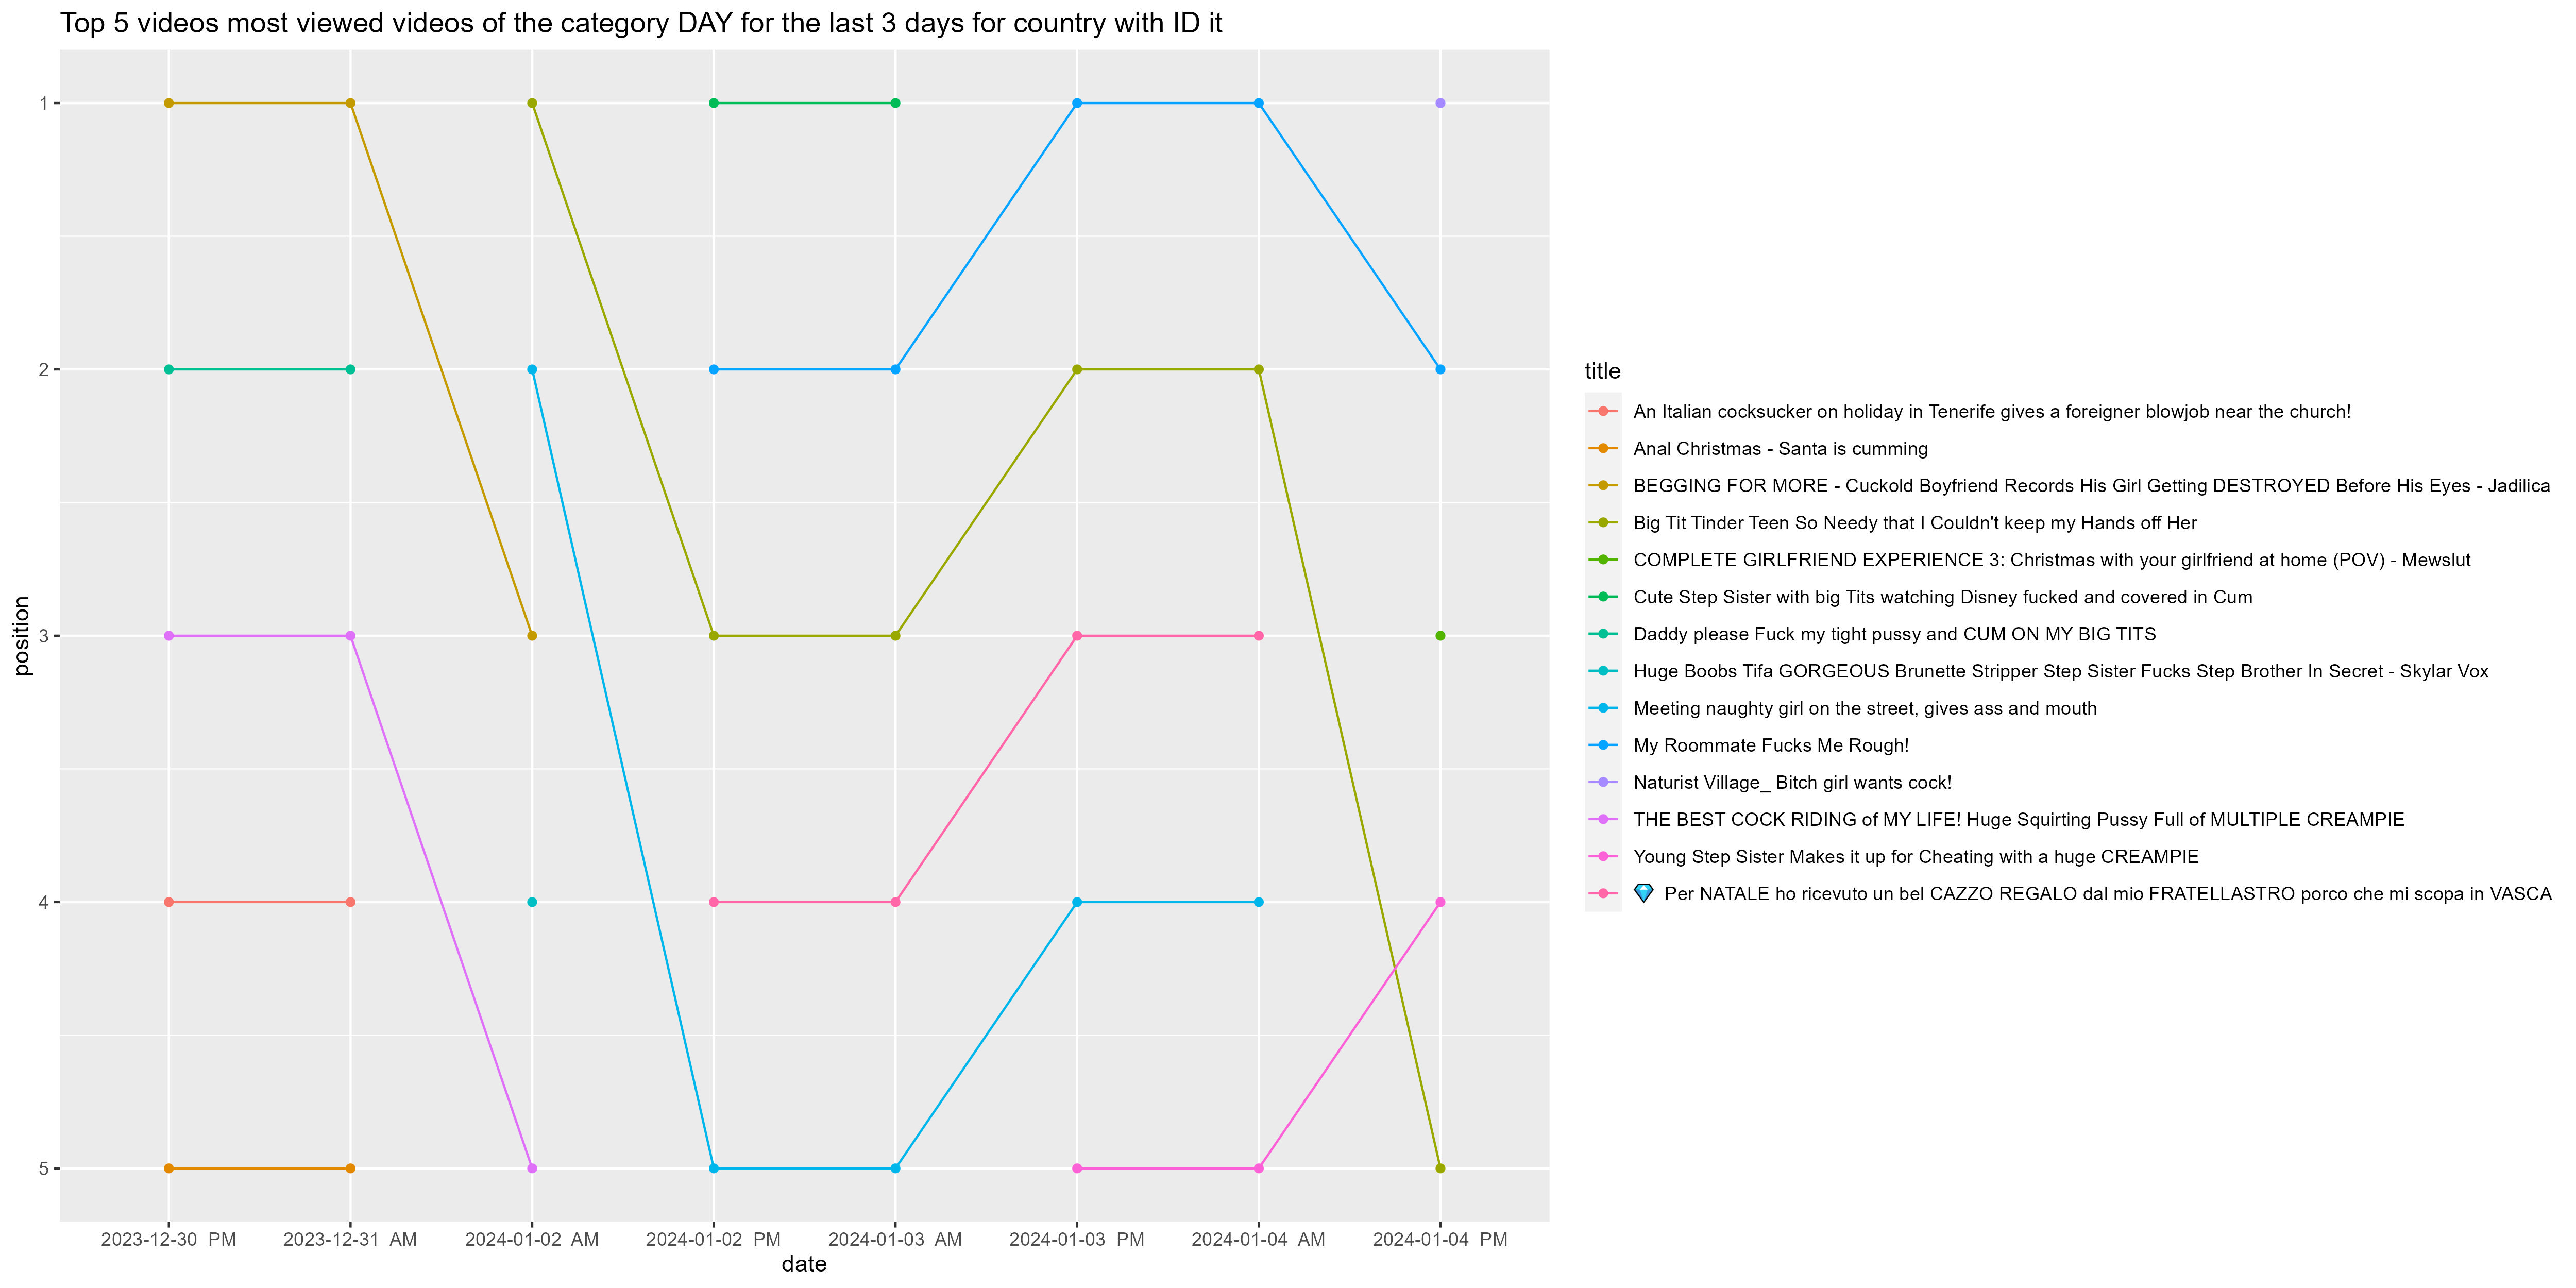 Top 5 videos most viewed videos of the category DAY for the last 3 days for country with ID it
1
2
3
4
5
position
2023-12-30 PM
2023-12-31 AM
2024-01-02 AM
2024-01-02 PM
2024-01-03 AM
2024-01-03 PM
2024-01-04 AM
2024-01-04 PM
date
title
An Italian cocksucker on holiday in Tenerife gives a foreigner blowjob near the church!
Anal Christmas - Santa is cumming
BEGGING FOR MORE - Cuckold Boyfriend Records His Girl Getting DESTROYED Before His Eyes - Jadilica
Big Tit Tinder Teen So Needy that I Couldn't keep my Hands off Her
COMPLETE GIRLFRIEND EXPERIENCE 3: Christmas with your girlfriend at home (POV) - Mewslut
Cute Step Sister with big Tits watching Disney fucked and covered in Cum
Daddy please Fuck my tight pussy and CUM ON MY BIG TITS
Huge Boobs Tifa GORGEOUS Brunette Stripper Step Sister Fucks Step Brother In Secret - Skylar Vox
Meeting naughty girl on the street, gives ass and mouth
My Roommate Fucks Me Rough!
Naturist Village_ Bitch girl wants cock!
THE BEST COCK RIDING of MY LIFE! Huge Squirting Pussy Full of MULTIPLE CREAMPIE
Young Step Sister Makes it up for Cheating with a huge CREAMPIE
💎 Per NATALE ho ricevuto un bel CAZZO REGALO dal mio FRATELLASTRO porco che mi scopa in VASCA